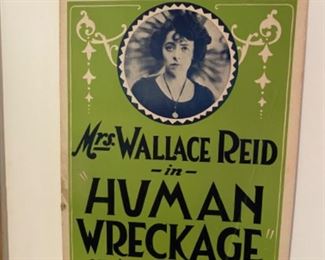 Mrs. WALLACE REID
-in-
"HUMAN
WRECKAGE"